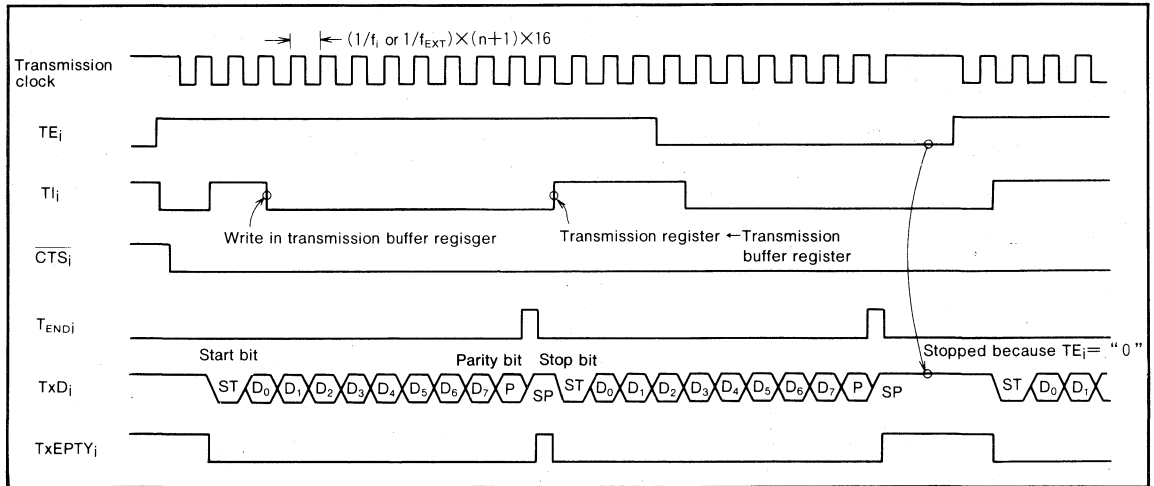 (1/fi or 1/fEXT)×(n+1)×16
Transmission
clock
TEi
TIi
Write in transmission buffer regisger
Transmission register ←Transmission
buffer register
CTSi
TENDi
Start bit
Parity bit
Stop bit
Stopped because TEi= "0"
TxDi
ST D0 D1 D2 D3 D4 D5 D6 D7 P SP ST D0 D1 D2 D3 D4 D5 D6 D7 P SP ST D0 D1
TxEPTYi